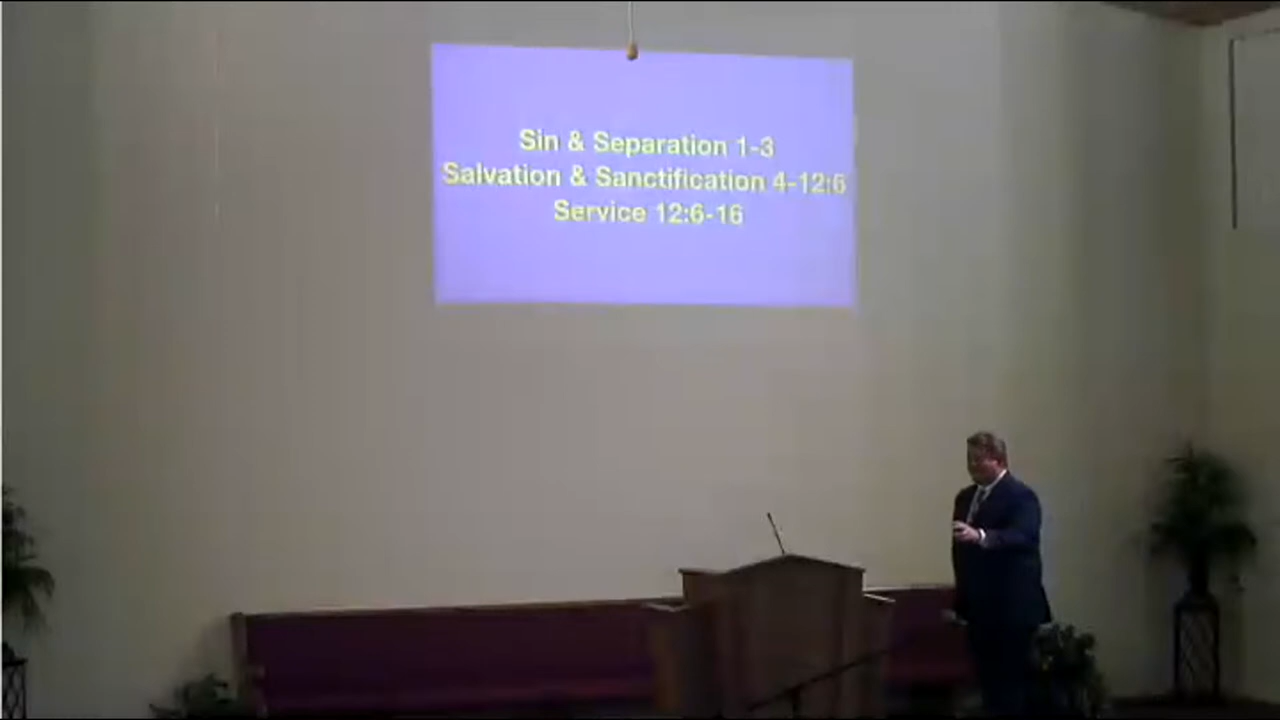 Sin & Separation 1-3
Salvation & Sanctification 4-12:6
Service 12:6-16